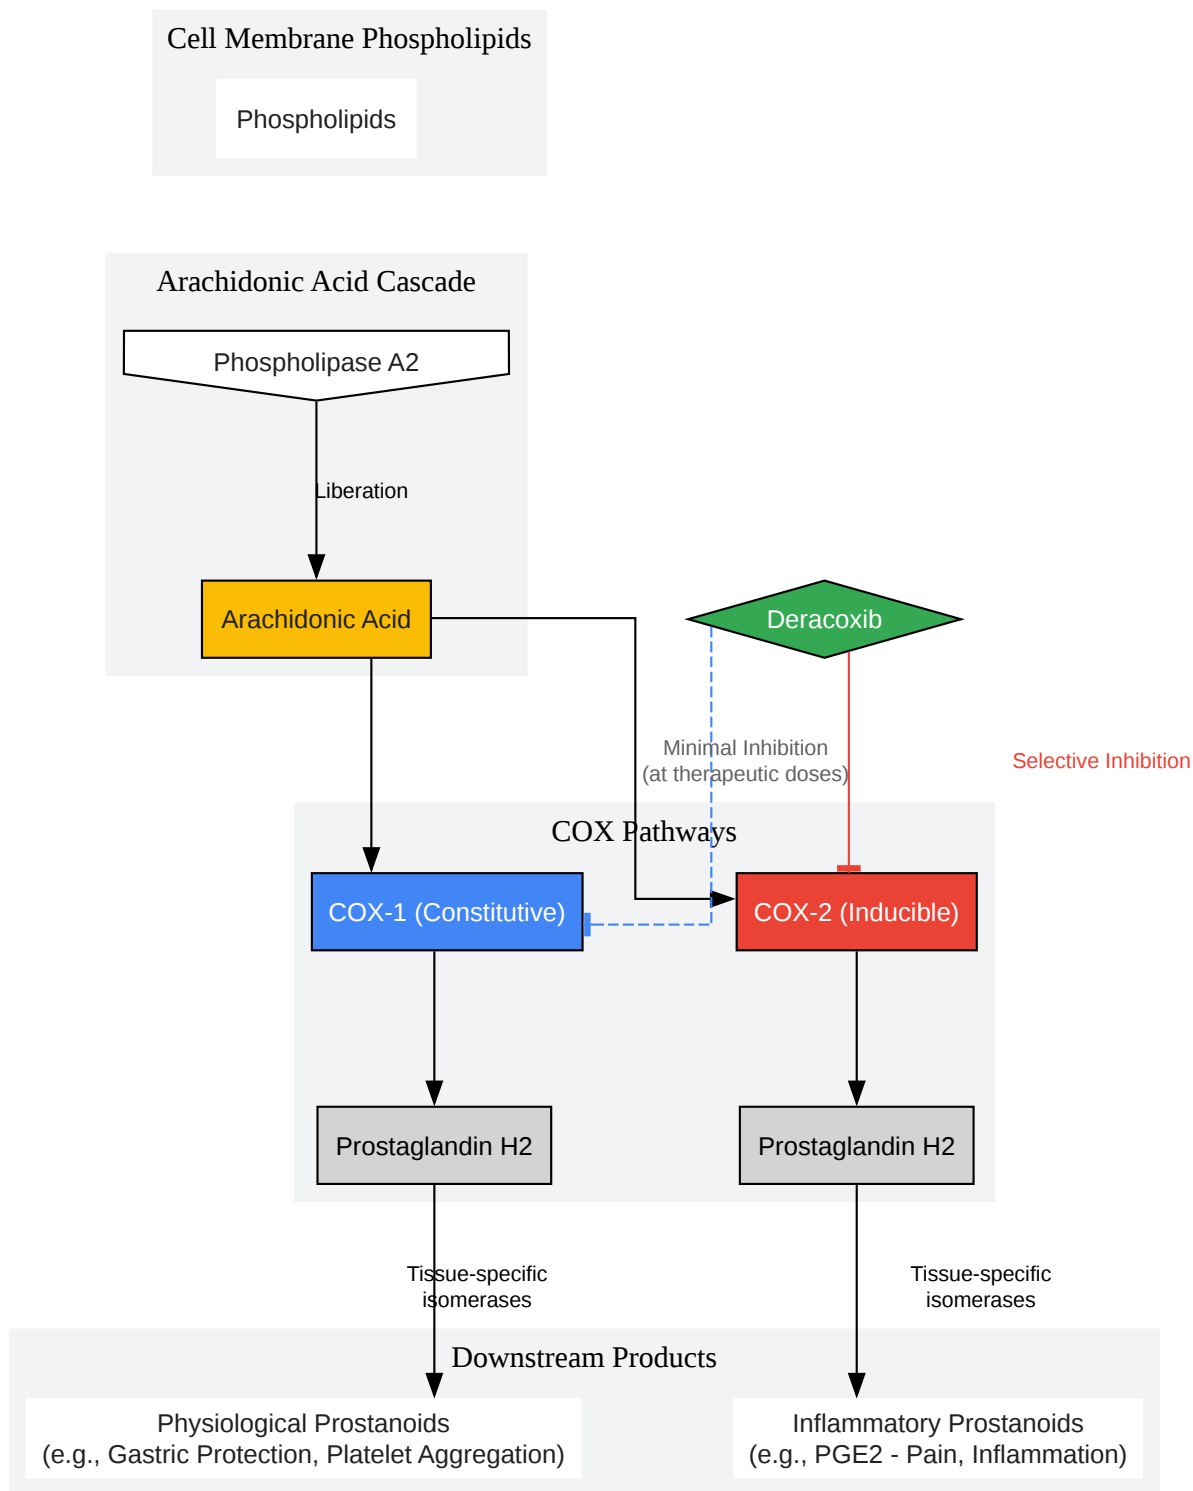 Cell Membrane Phospholipids
Phospholipids
Arachidonic Acid Cascade
Phospholipase A2
Liberation
Arachidonic Acid
Deracoxib
Minimal Inhibition
(at therapeutic doses)
Selective Inhibition
COX Pathways
COX-1 (Constitutive)
COX-2 (Inducible)
Prostaglandin H2
Prostaglandin H2
Tissue-specific
isomerases
Tissue-specific
isomerases
Downstream Products
Physiological Prostanoids
(e.g., Gastric Protection, Platelet Aggregation)
Inflammatory Prostanoids
(e.g., PGE2 - Pain, Inflammation)